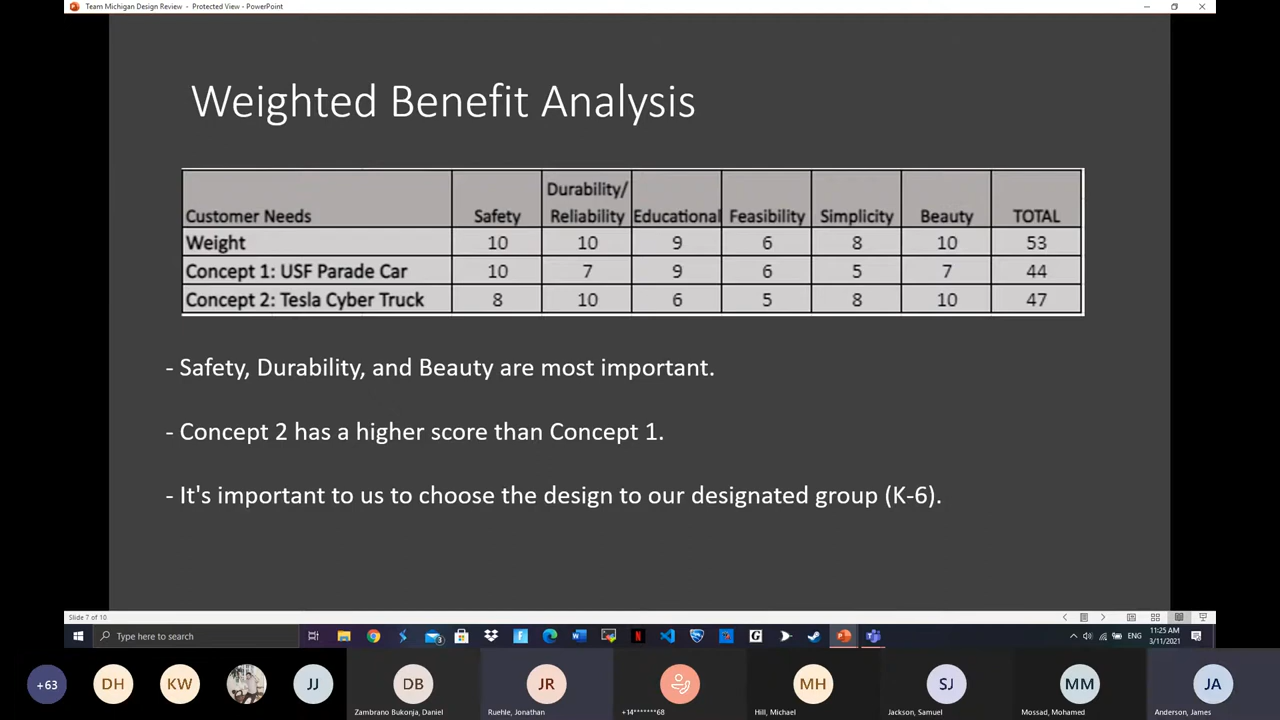 Team Michigan Design Review - Protected View - PowerPoint
Weighted Benefit Analysis
Customer Needs Safety Durability/ Reliability Educational Feasibility Simplicity Beauty TOTAL
Weight 10 10 9 6 8 10 53
Concept 1: USF Parade Car 10 7 9 6 5 7 44
Concept 2: Tesla Cyber Truck 8 10 6 5 8 10 47
- Safety, Durability, and Beauty are most important.
- Concept 2 has a higher score than Concept 1.
- It's important to us to choose the design to our designated group (K-6).
Slide 7 of 10
Type here to search
ENG
11:25 AM
3/11/2021
+63 DH KW JJ DB JR MH SJ MM JA
Zambrano Bukonja, Daniel Ruehle, Jonathan +14*******68 Hill, Michael Jackson, Samuel Mossad, Mohamed Anderson, James